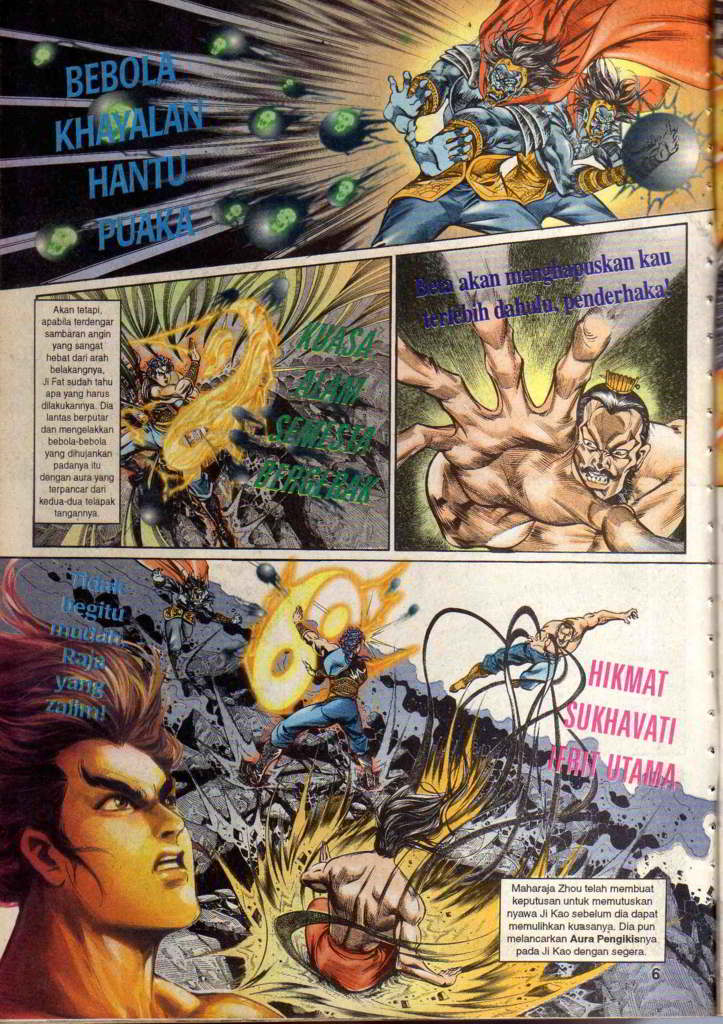 BEBOLA
KHAYALAN
HANTU
PUAKA
Akan tetapi,
apabila terdengar
sambaran angin
yang sangat
hebat dari arah
belakangnya,
Ji Fat sudah tahu
apa yang harus
dilakukannya. Dia
lantas berputar
dan mengelakkan
bebola-bebola
yang dihujankan
padanya itu
dengan aura yang
terpancar dari
kedua-dua telapak
tangannya.
KUASA
ALAM
SEMESTA
BERGERAK
Beta akan menghapuskan kau
terlebih dahulu, penderhaka!
Tidak
begitu
mudah,
Raja
yang
zalim!
HIKMAT
SUKHAVATI
IFRIT UTAMA
Maharaja Zhou telah membuat
keputusan untuk memutuskan
nyawa Ji Kao sebelum dia dapat
memulihkan kuasanya. Dia pun
melancarkan Aura Pengikisnya
pada Ji Kao dengan segera.
6